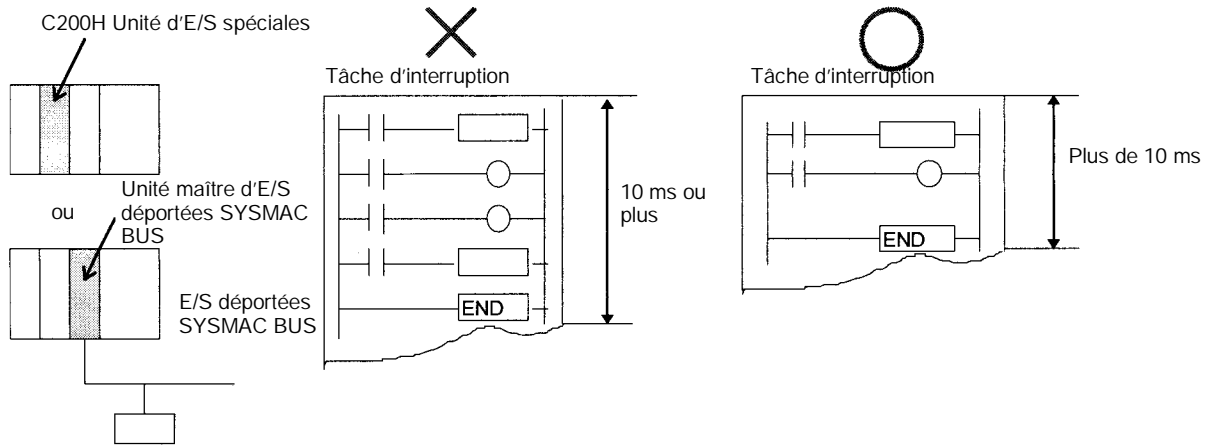 C200H Unité d'E/S spéciales
ou
Unité maître d'E/S
déportées SYSMAC
BUS
E/S déportées
SYSMAC BUS
Tâche d'interruption
10 ms ou
plus
END
Tâche d'interruption
Plus de 10 ms
END